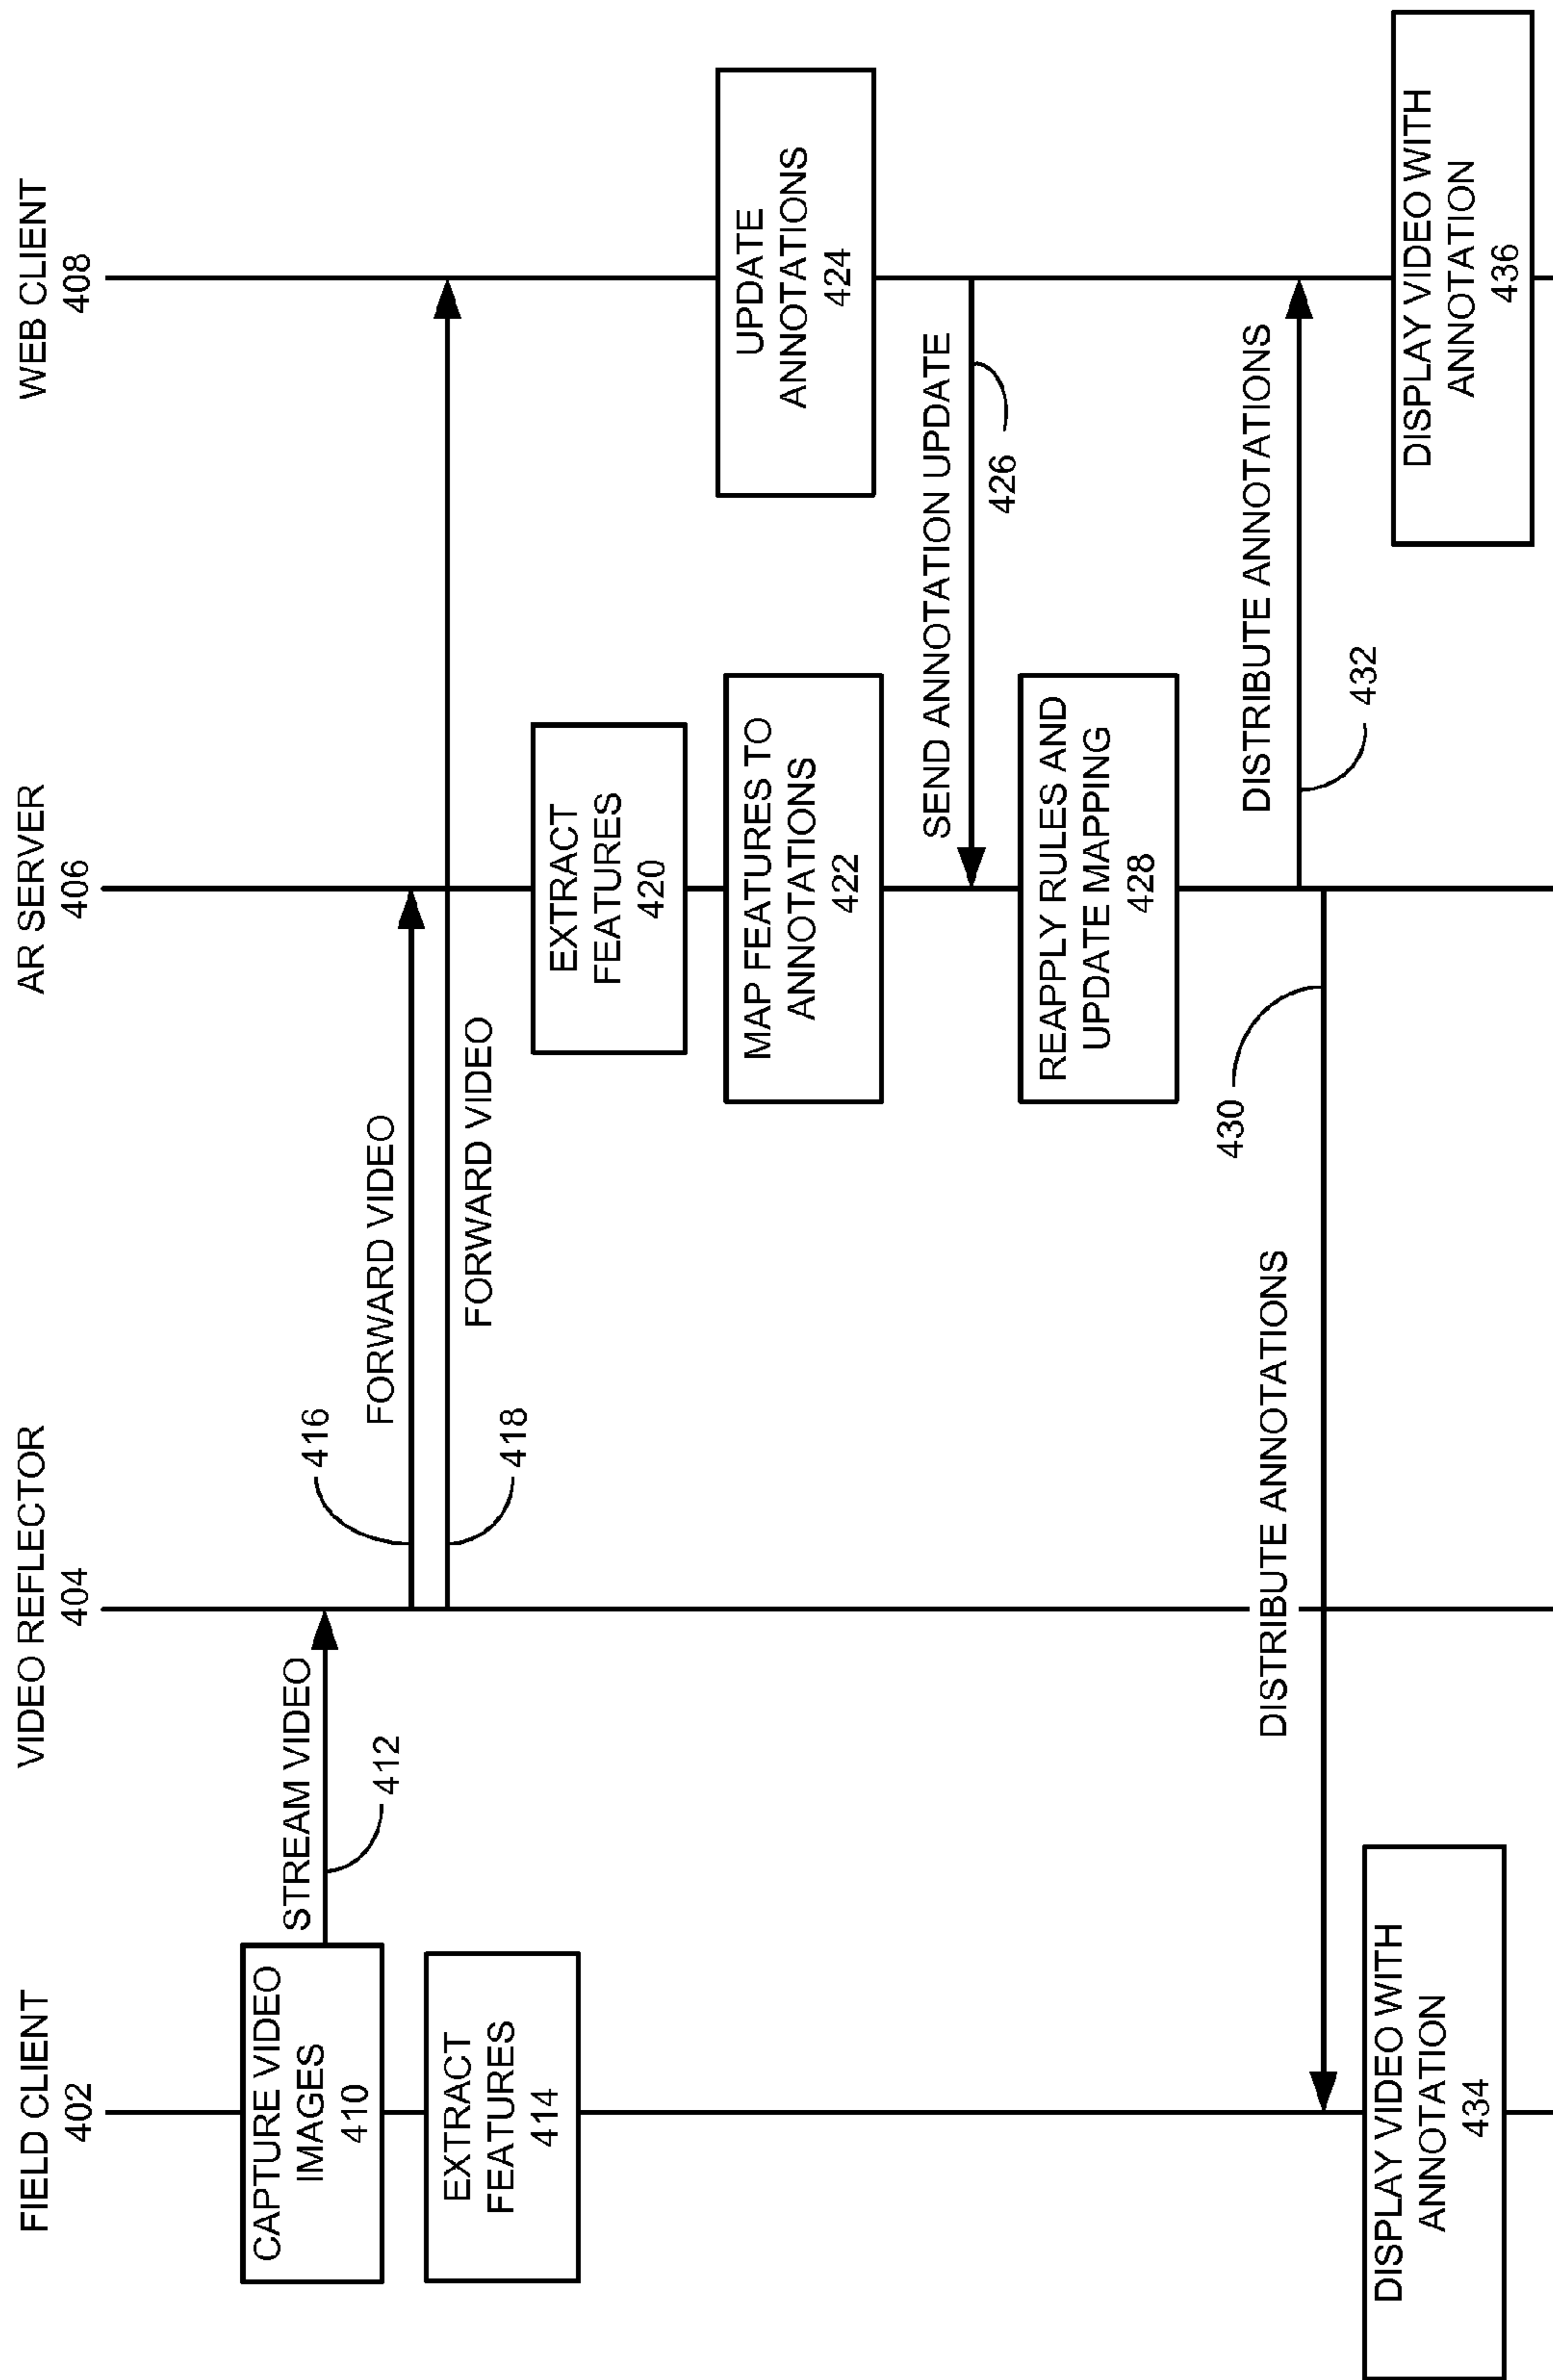 FIELD CLIENT
402
VIDEO REFLECTOR
404
AR SERVER
406
WEB CLIENT
408
CAPTURE VIDEO
IMAGES
410
STREAM VIDEO
412
EXTRACT
FEATURES
414
416
FORWARD VIDEO
FORWARD VIDEO
418
EXTRACT
FEATURES
420
MAP FEATURES TO
ANNOTATIONS
422
UPDATE
ANNOTATIONS
424
SEND ANNOTATION UPDATE
426
REAPPLY RULES AND
UPDATE MAPPING
428
DISTRIBUTE ANNOTATIONS
430
DISTRIBUTE ANNOTATIONS
432
DISPLAY VIDEO WITH
ANNOTATION
434
DISPLAY VIDEO WITH
ANNOTATION
436